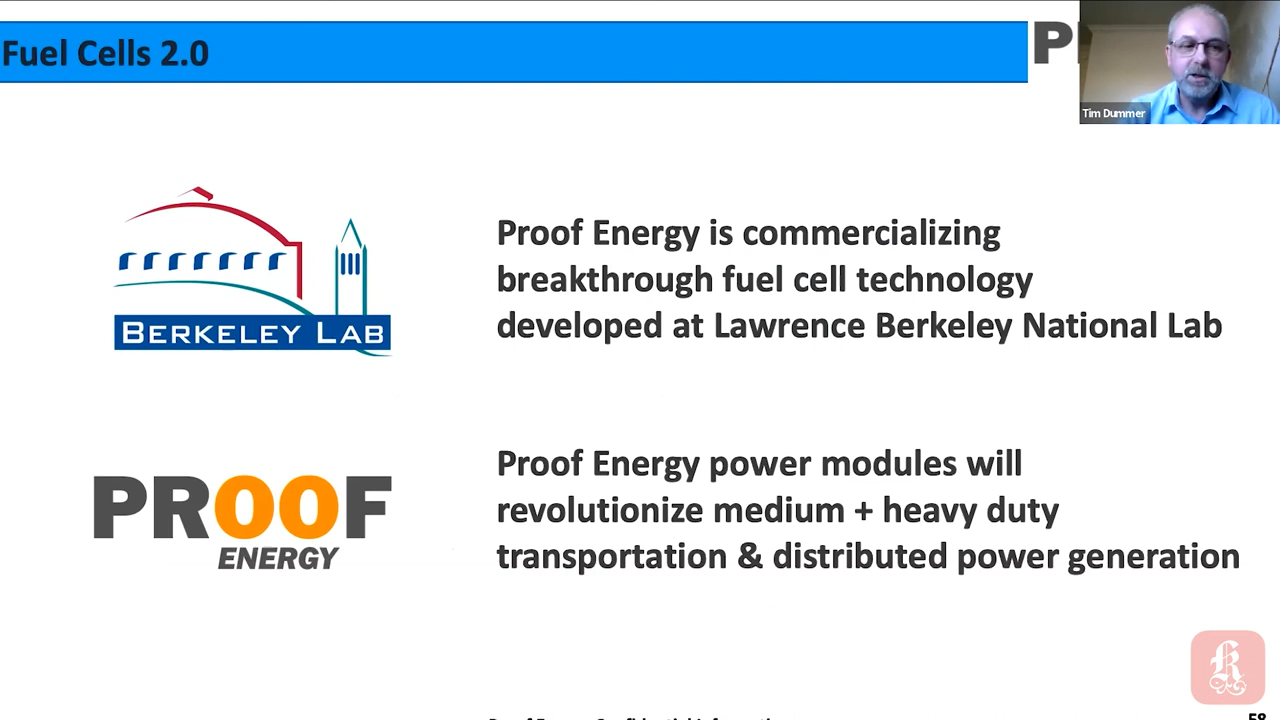 Fuel Cells 2.0
Tim Dummer
BERKELEY LAB
Proof Energy is commercializing
breakthrough fuel cell technology
developed at Lawrence Berkeley National Lab
PROOF
ENERGY
Proof Energy power modules will
revolutionize medium + heavy duty
transportation & distributed power generation
58